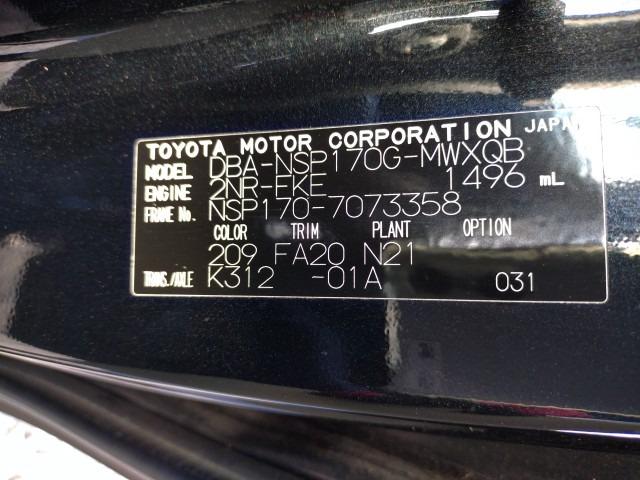 TOYOTA MOTOR CORPORATION JAPAN
MODEL DBA-NSP170G-MWXQB
ENGINE 2NR-FKE 1496 mL
FRAME No. NSP170-7073358
COLOR TRIM PLANT OPTION
209 FA20 N21
TRANS./AXLE K312 -01A 031